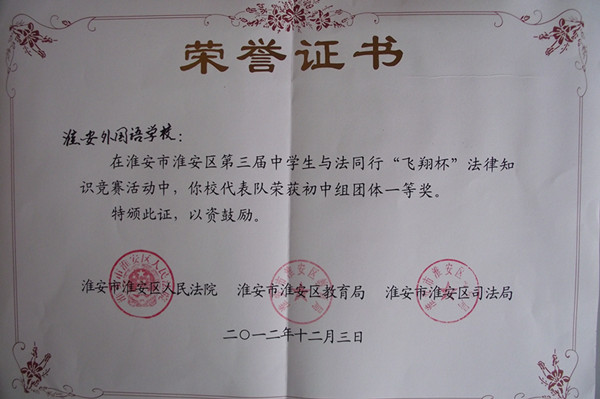 荣誉证书
淮安外国语学校：
在淮安市淮安区第三届中学生与法同行“飞翔杯”法律知
识竞赛活动中，你校代表队荣获初中组团体一等奖。
特颁此证，以资鼓励。
淮安市淮安区人民法院 淮安市淮安区教育局 淮安市淮安区司法局
二〇一二年十二月三日